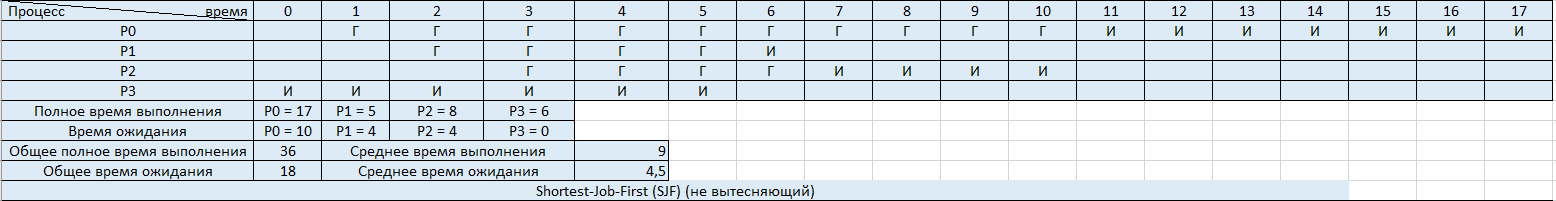 Процесс время 0 1 2 3 4 5 6 7 8 9 10 11 12 13 14 15 16 17
P0 Г Г Г Г Г Г Г Г Г Г И И И И И И И
P1 Г Г Г Г И
P2 Г Г Г Г И И И И
P3 И И И И И И
Полное время выполнения P0 = 17 P1 = 5 P2 = 8 P3 = 6
Время ожидания P0 = 10 P1 = 4 P2 = 4 P3 = 0
Общее полное время выполнения 36 Среднее время выполнения 9
Общее время ожидания 18 Среднее время ожидания 4,5
Shortest-Job-First (SJF) (не вытесняющий)